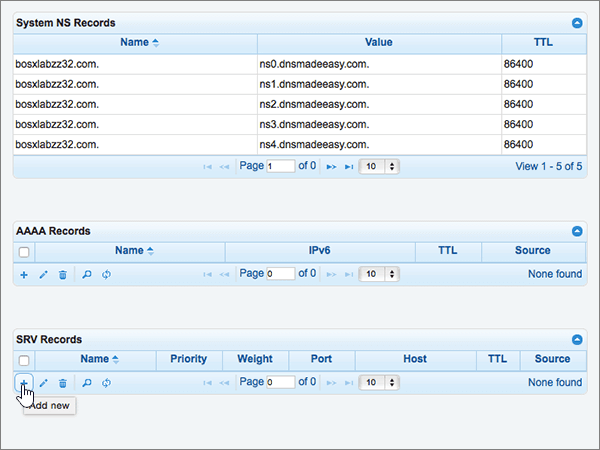 System NS Records
Name Value TTL
bosxlabzz32.com. ns0.dnsmadeeasy.com. 86400
bosxlabzz32.com. ns1.dnsmadeeasy.com. 86400
bosxlabzz32.com. ns2.dnsmadeeasy.com. 86400
bosxlabzz32.com. ns3.dnsmadeeasy.com. 86400
bosxlabzz32.com. ns4.dnsmadeeasy.com. 86400
Page 1 of 0 10 View 1 - 5 of 5
AAAA Records
Name IPv6 TTL Source
Page 0 of 0 10 None found
SRV Records
Name Priority Weight Port Host TTL Source
Page 0 of 0 10 None found
Add new